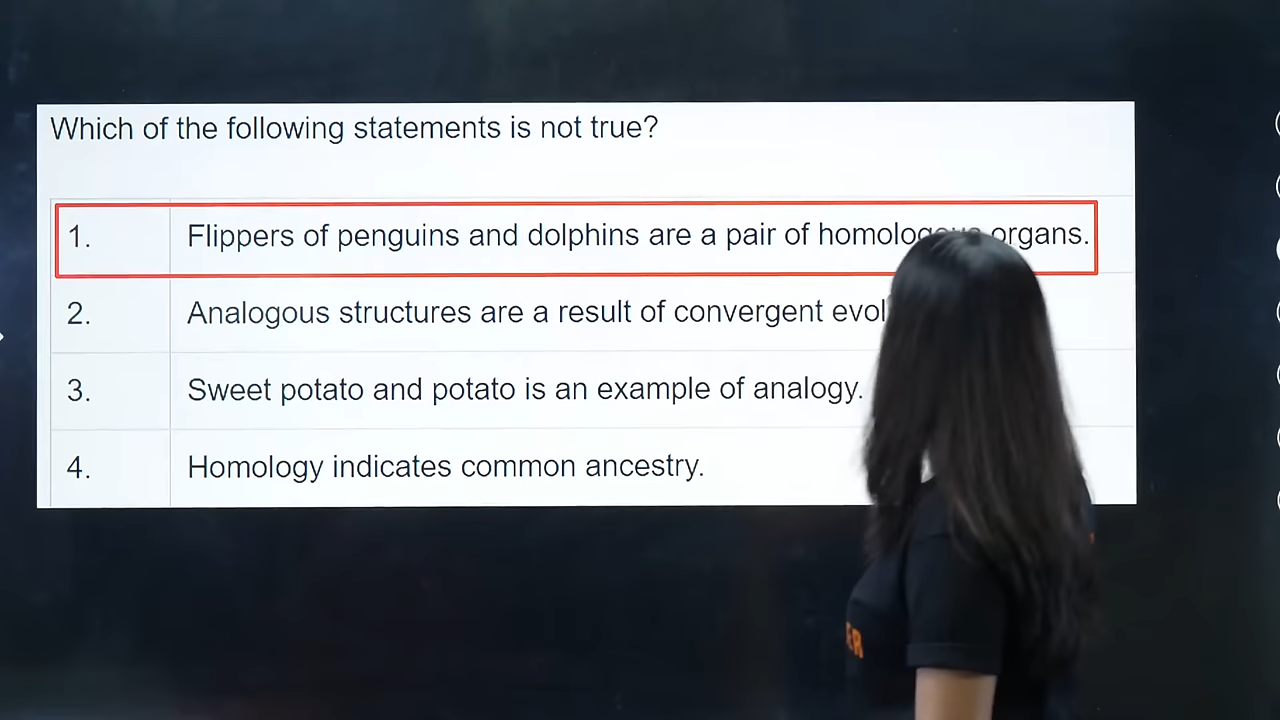 Which of the following statements is not true?
1. Flippers of penguins and dolphins are a pair of organs.
2. Analogous structures are a result of convergent
3. Sweet potato and potato is an example of analogy.
4. Homology indicates common ancestry.